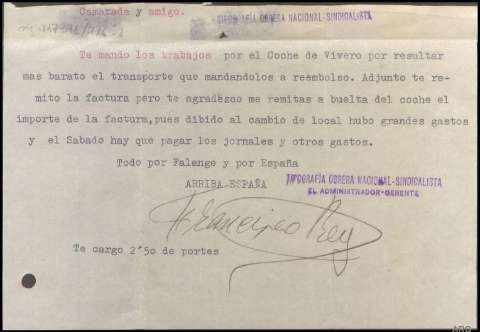 Camarada y amigo.
TIPOGRAFÍA OBRERA NACIONAL-SINDICALISTA
Te mando los trabajos por el Coche de Vivero por resultar
mas barato el transporte que mandandolos a reembolso. Adjunto te re-
mito la factura pero te agradezco me remitas a buelta del coche el
importe de la factura,pues dibido al cambio de local hubo grandes gastos
y el Sabado hay que pagar los jornales y otros gastos.
Todo por Falange y por España
ARRIBA ESPAÑA
TIPOGRAFÍA OBRERA NACIONAL-SINDICALISTA
EL ADMINISTRADOR-GERENTE
Francisco Rey
Te cargo 2'50 de portes